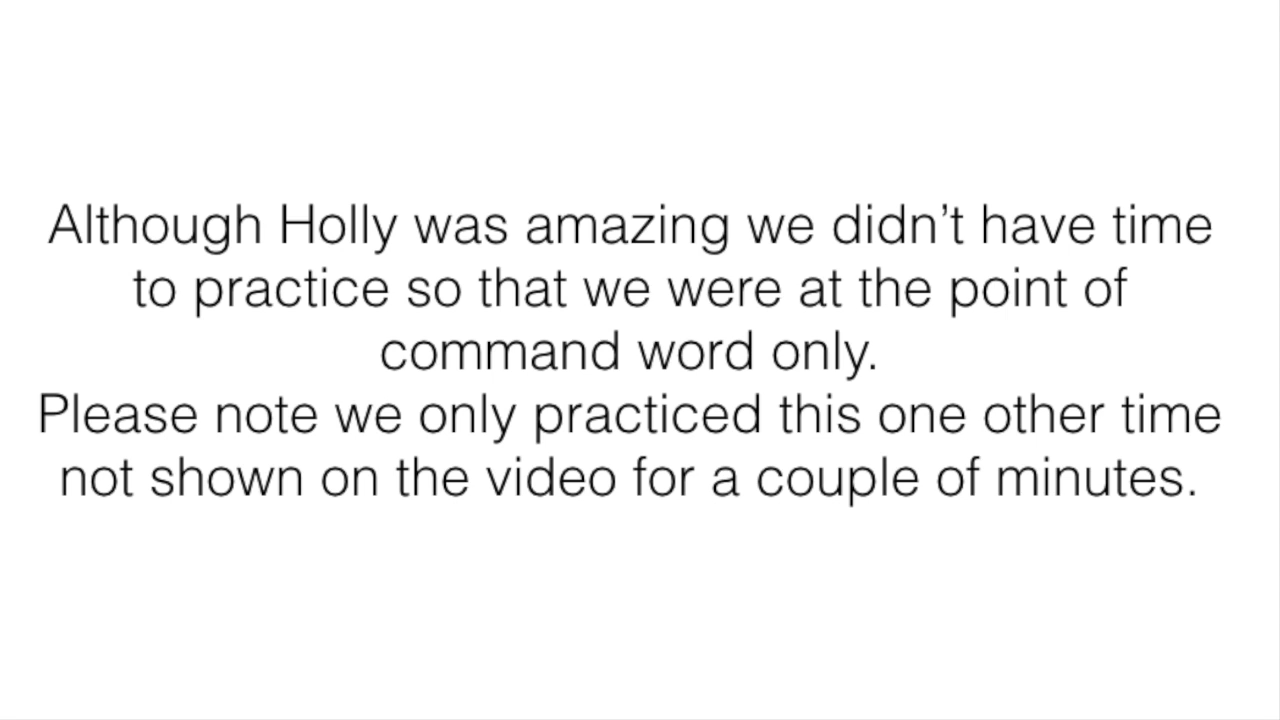 Although Holly was amazing we didn’t have time
to practice so that we were at the point of
command word only.
Please note we only practiced this one other time
not shown on the video for a couple of minutes.